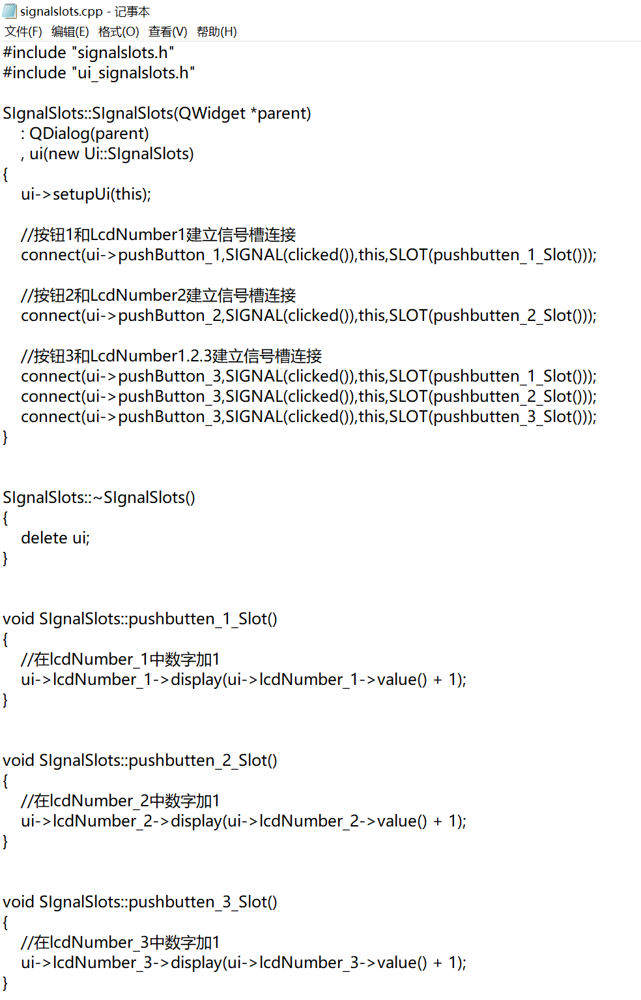 signalslots.cpp - 记事本
文件(F) 编辑(E) 格式(O) 查看(V) 帮助(H)
#include "signalslots.h"
#include "ui_signalslots.h"

SIgnalSlots::SIgnalSlots(QWidget *parent)
    : QDialog(parent)
    , ui(new Ui::SIgnalSlots)
{
    ui->setupUi(this);

    //按钮1和LcdNumber1建立信号槽连接
    connect(ui->pushButton_1,SIGNAL(clicked()),this,SLOT(pushbutten_1_Slot()));

    //按钮2和LcdNumber2建立信号槽连接
    connect(ui->pushButton_2,SIGNAL(clicked()),this,SLOT(pushbutten_2_Slot()));

    //按钮3和LcdNumber1.2.3建立信号槽连接
    connect(ui->pushButton_3,SIGNAL(clicked()),this,SLOT(pushbutten_1_Slot()));
    connect(ui->pushButton_3,SIGNAL(clicked()),this,SLOT(pushbutten_2_Slot()));
    connect(ui->pushButton_3,SIGNAL(clicked()),this,SLOT(pushbutten_3_Slot()));
}


SIgnalSlots::~SIgnalSlots()
{
    delete ui;
}


void SIgnalSlots::pushbutten_1_Slot()
{
    //在lcdNumber_1中数字加1
    ui->lcdNumber_1->display(ui->lcdNumber_1->value() + 1);
}


void SIgnalSlots::pushbutten_2_Slot()
{
    //在lcdNumber_2中数字加1
    ui->lcdNumber_2->display(ui->lcdNumber_2->value() + 1);
}


void SIgnalSlots::pushbutten_3_Slot()
{
    //在lcdNumber_3中数字加1
    ui->lcdNumber_3->display(ui->lcdNumber_3->value() + 1);
}